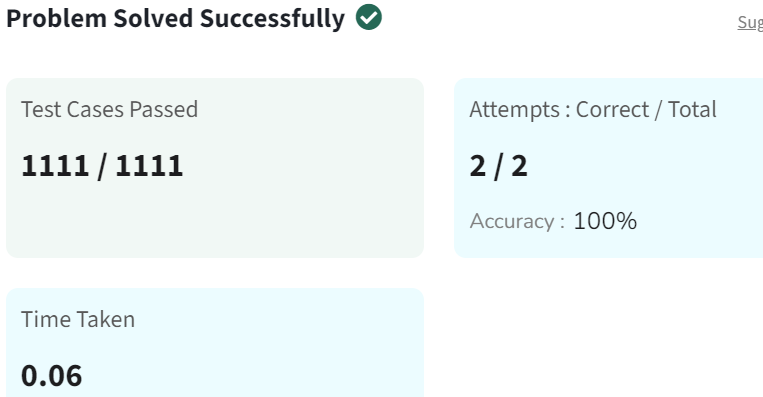 Problem Solved Successfully
Sug
Test Cases Passed
1111 / 1111
Attempts : Correct / Total
2 / 2
Accuracy : 100%
Time Taken
0.06